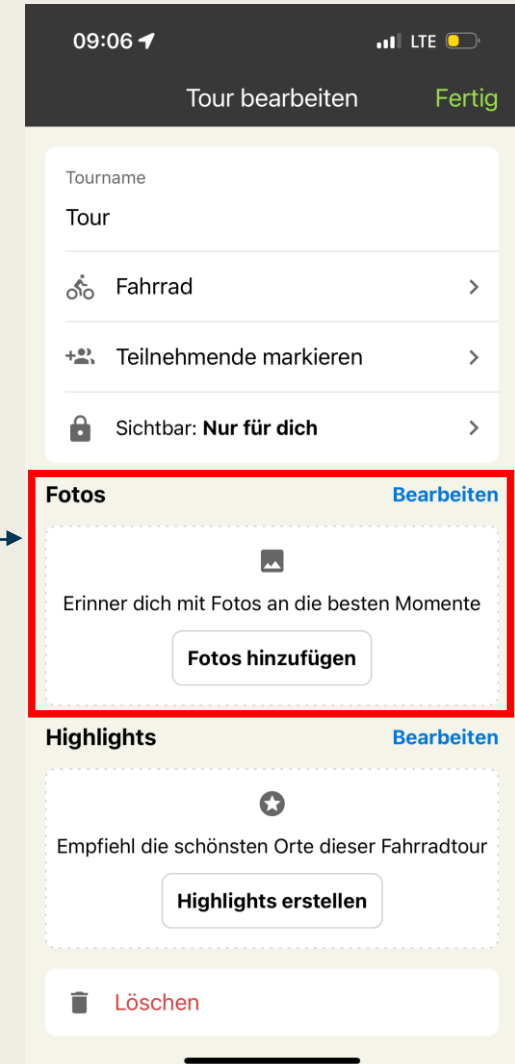 09:06 LTE
Tour bearbeiten Fertig
Tourname
Tour
Fahrrad
Teilnehmende markieren
Sichtbar: Nur für dich
Fotos Bearbeiten
Erinner dich mit Fotos an die besten Momente
Fotos hinzufügen
Highlights Bearbeiten
Empfiehl die schönsten Orte dieser Fahrradtour
Highlights erstellen
Löschen